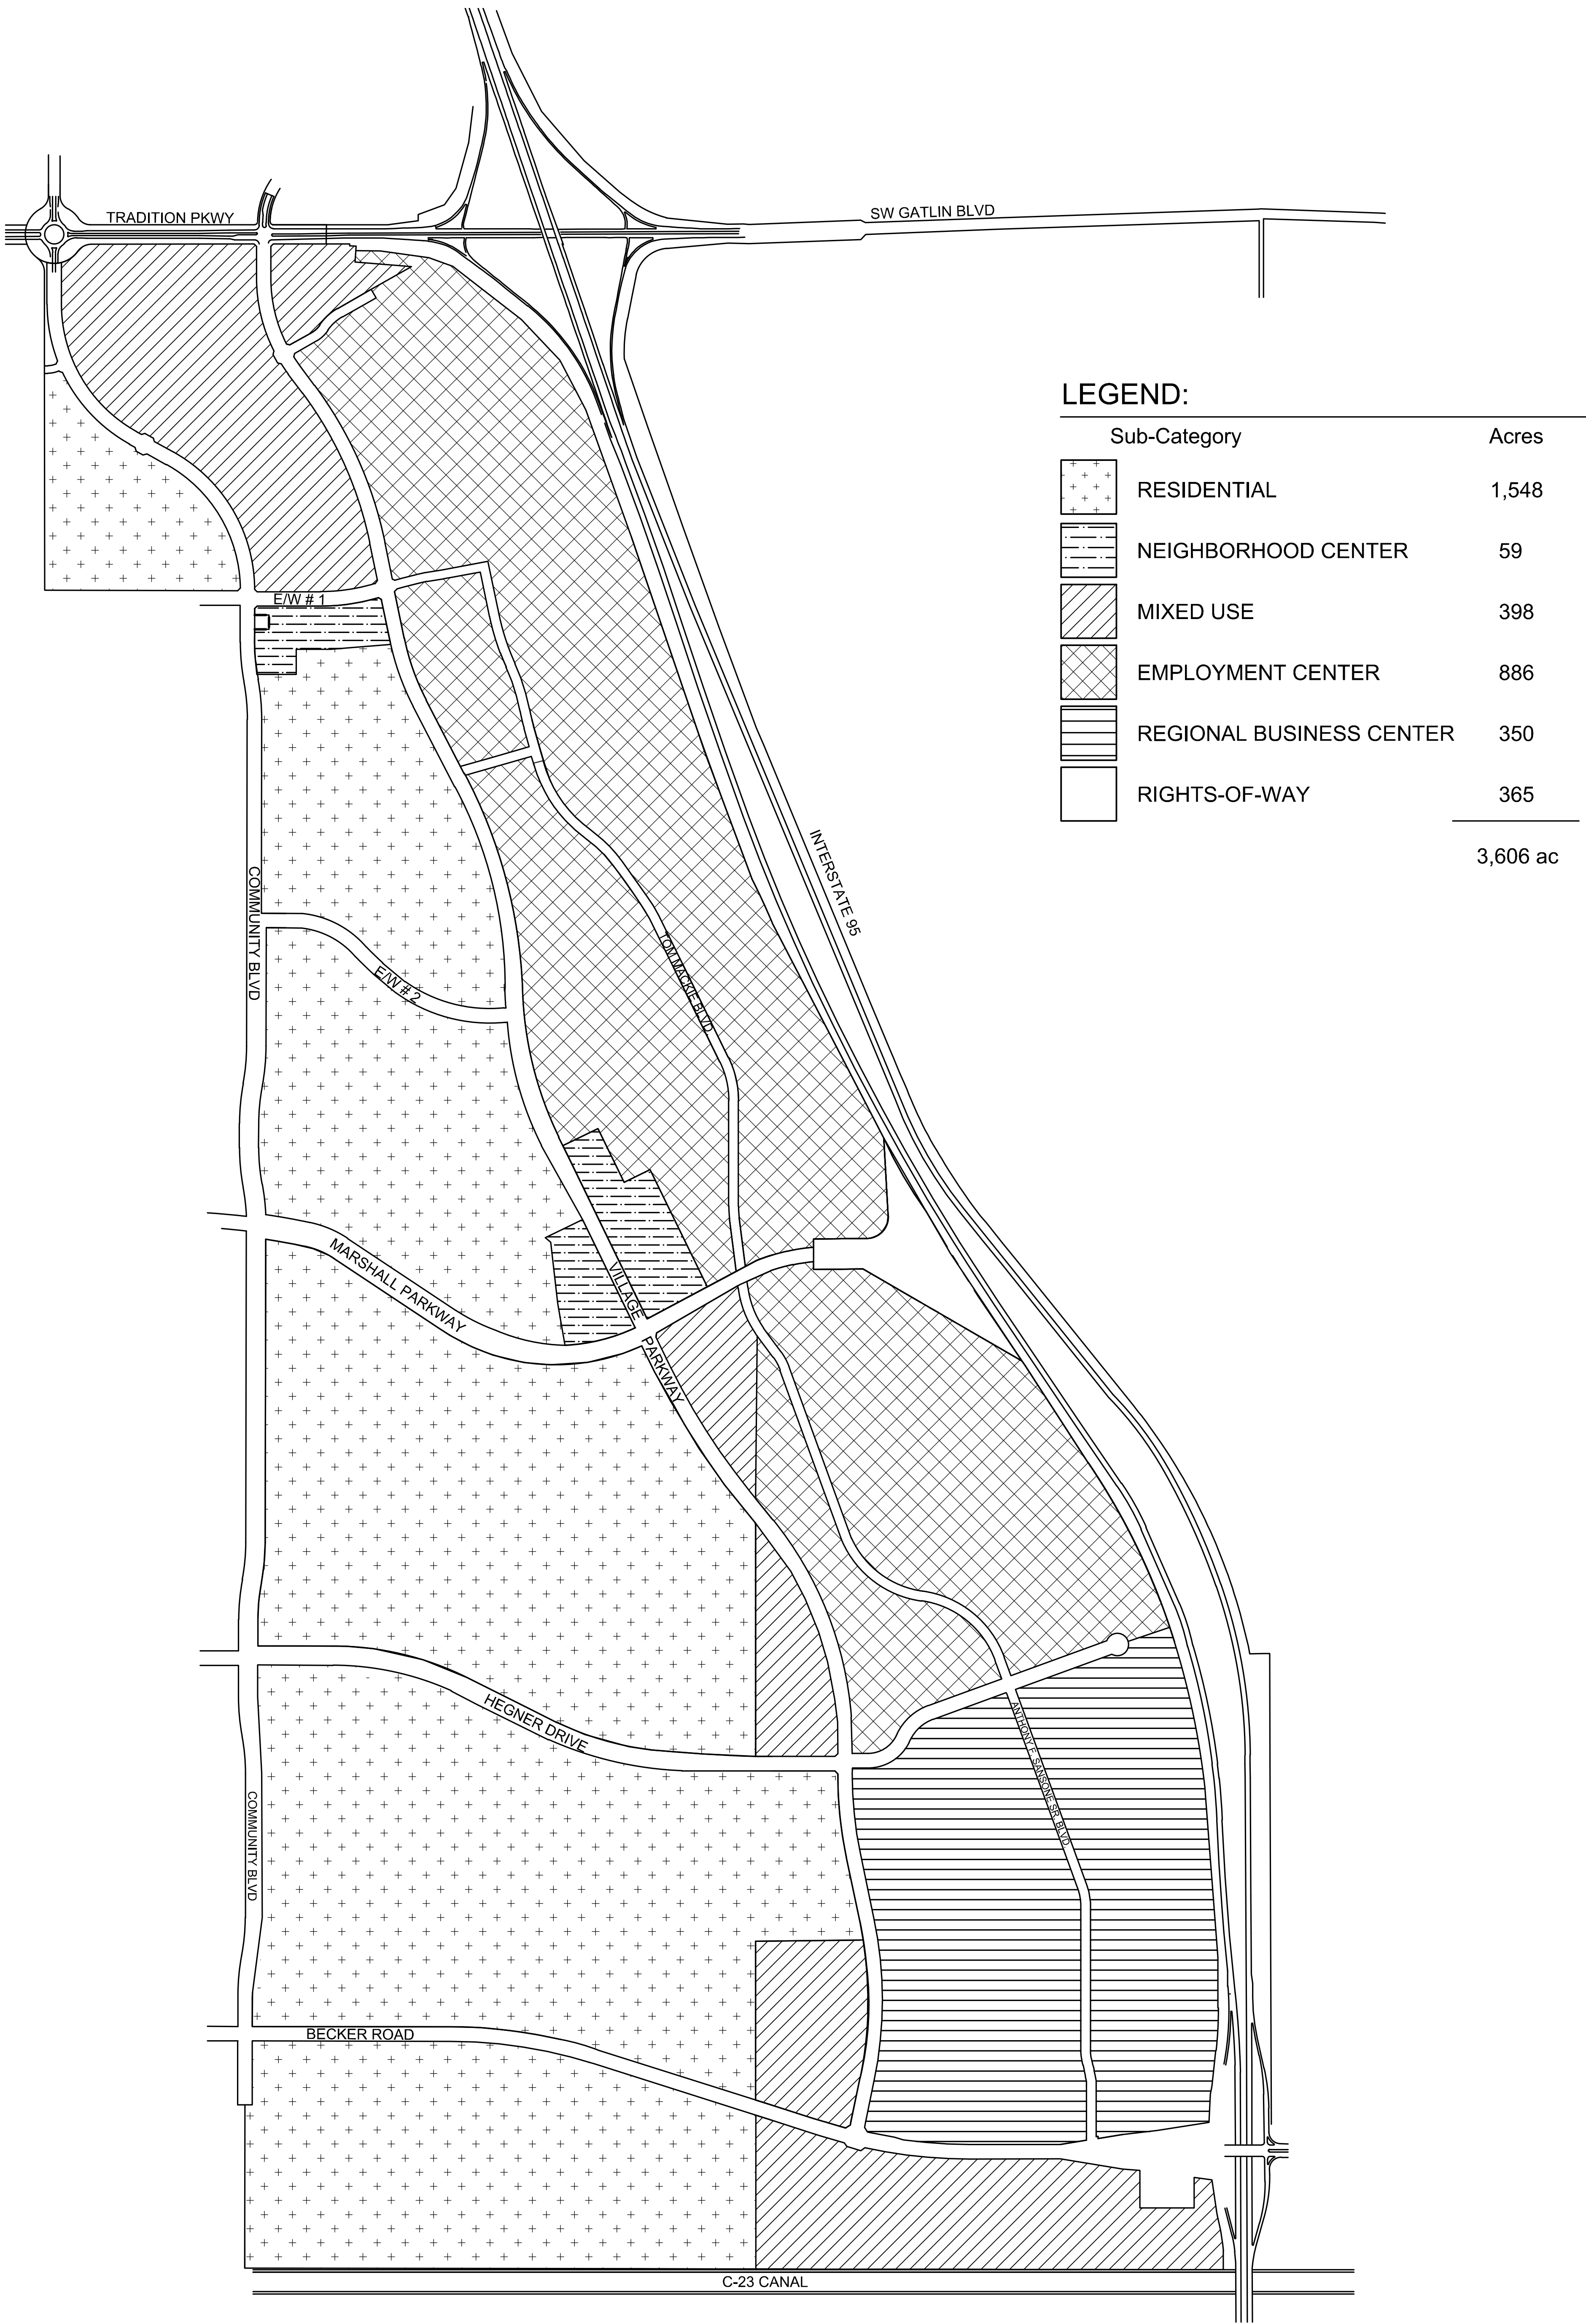 TRADITION PKWY
SW GATLIN BLVD
LEGEND:
Sub-Category Acres
RESIDENTIAL 1,548
NEIGHBORHOOD CENTER 59
MIXED USE 398
EMPLOYMENT CENTER 886
REGIONAL BUSINESS CENTER 350
RIGHTS-OF-WAY 365
3,606 ac
E/W # 1
INTERSTATE 95
COMMUNITY BLVD
TOM MACKIE BLVD
E/W # 2
MARSHALL PARKWAY
VILLAGE PARKWAY
HEGNER DRIVE
ANTHONY F. SANSONE SR. BLVD
COMMUNITY BLVD
BECKER ROAD
C-23 CANAL